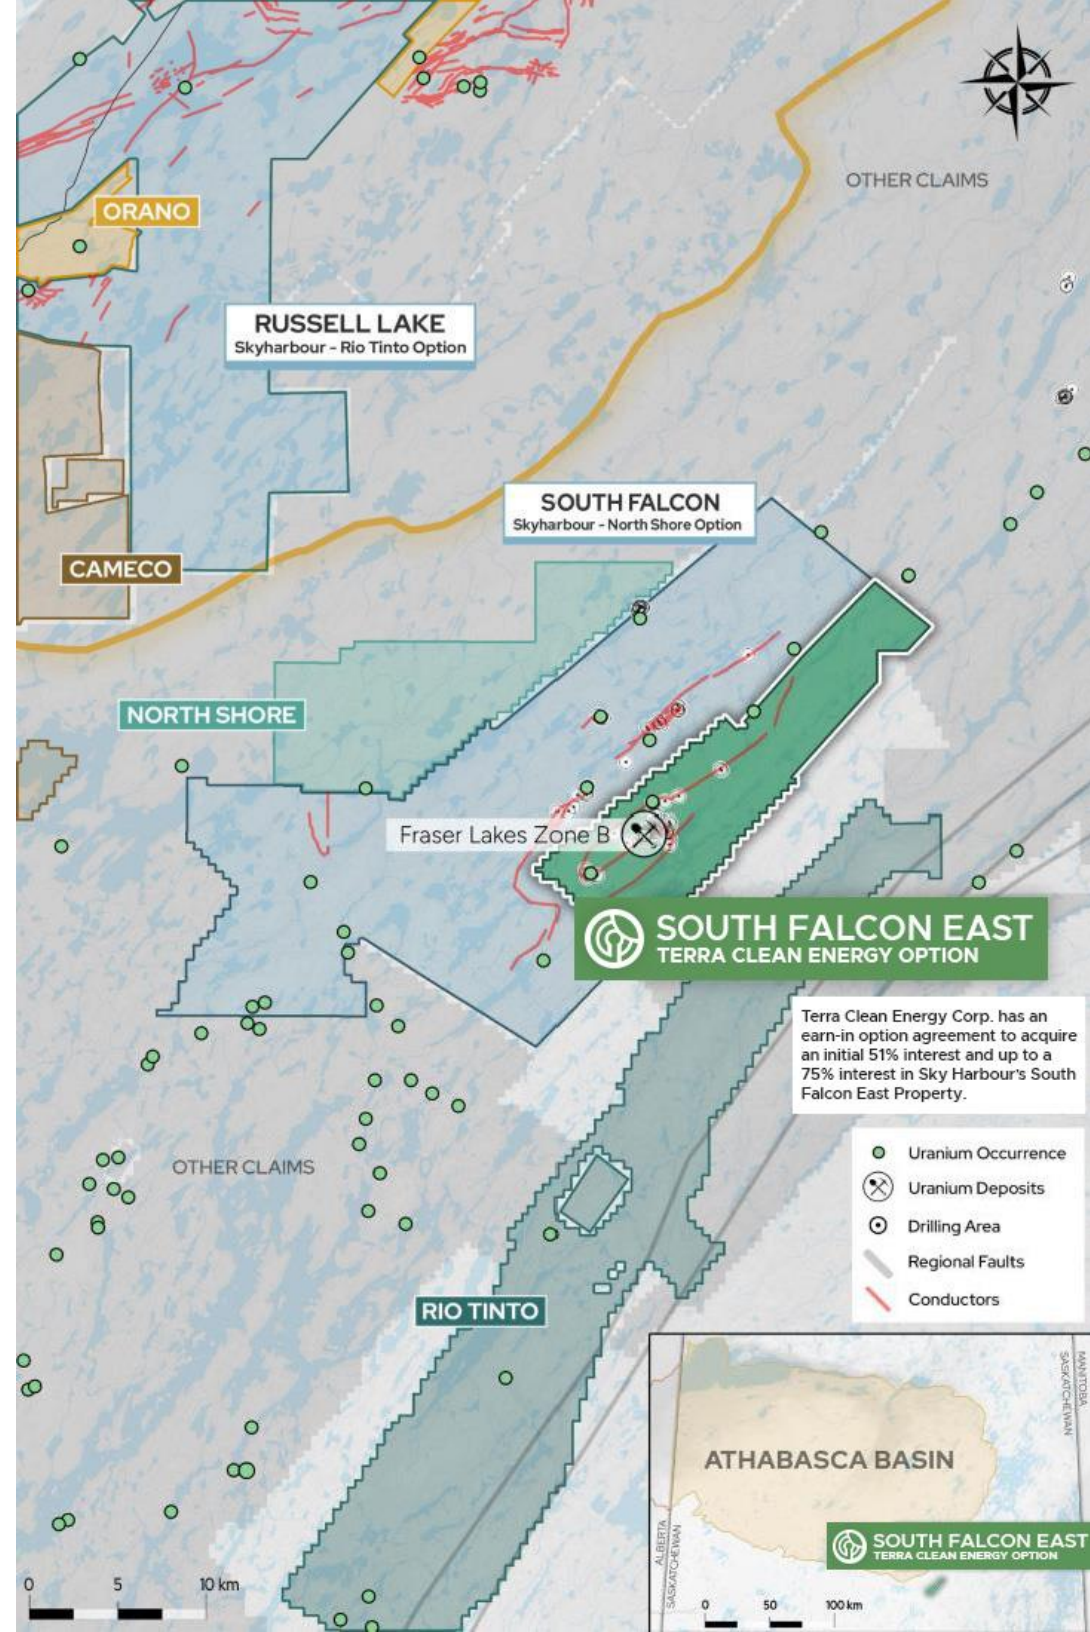 OTHER CLAIMS
ORANO
RUSSELL LAKE
Skyharbour - Rio Tinto Option
SOUTH FALCON
Skyharbour - North Shore Option
CAMECO
NORTH SHORE
Fraser Lakes Zone B
SOUTH FALCON EAST
TERRA CLEAN ENERGY OPTION
Terra Clean Energy Corp. has an
earn-in option agreement to acquire
an initial 51% interest and up to a
75% interest in Sky Harbour's South
Falcon East Property.
OTHER CLAIMS
Uranium Occurrence
Uranium Deposits
Drilling Area
Regional Faults
Conductors
RIO TINTO
MANITOBA
SASKATCHEWAN
ATHABASCA BASIN
SOUTH FALCON EAST
TERRA CLEAN ENERGY OPTION
ALBERTA
SASKATCHEWAN
0 5 10 km
0 50 100 km